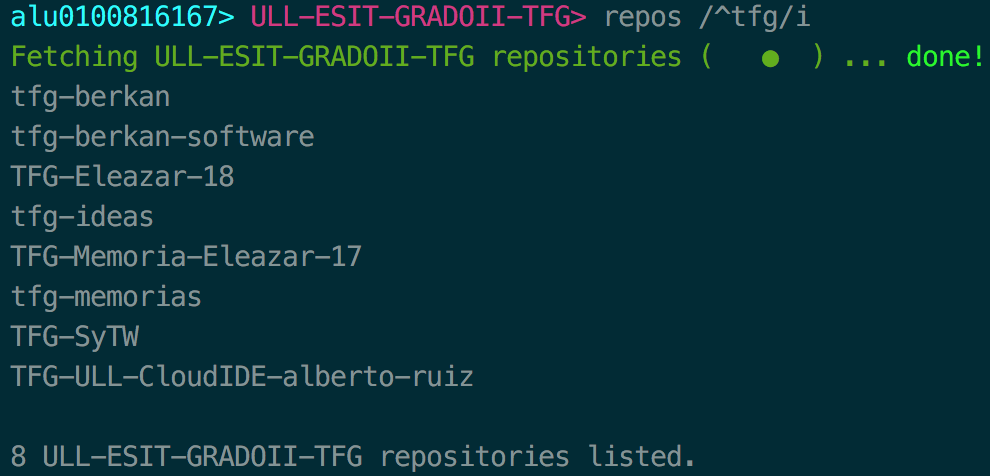 alu0100816167> ULL-ESIT-GRADOII-TFG> repos /^tfg/i
Fetching ULL-ESIT-GRADOII-TFG repositories (   ●  ) ... done!
tfg-berkan
tfg-berkan-software
TFG-Eleazar-18
tfg-ideas
TFG-Memoria-Eleazar-17
tfg-memorias
TFG-SyTW
TFG-ULL-CloudIDE-alberto-ruiz
8 ULL-ESIT-GRADOII-TFG repositories listed.